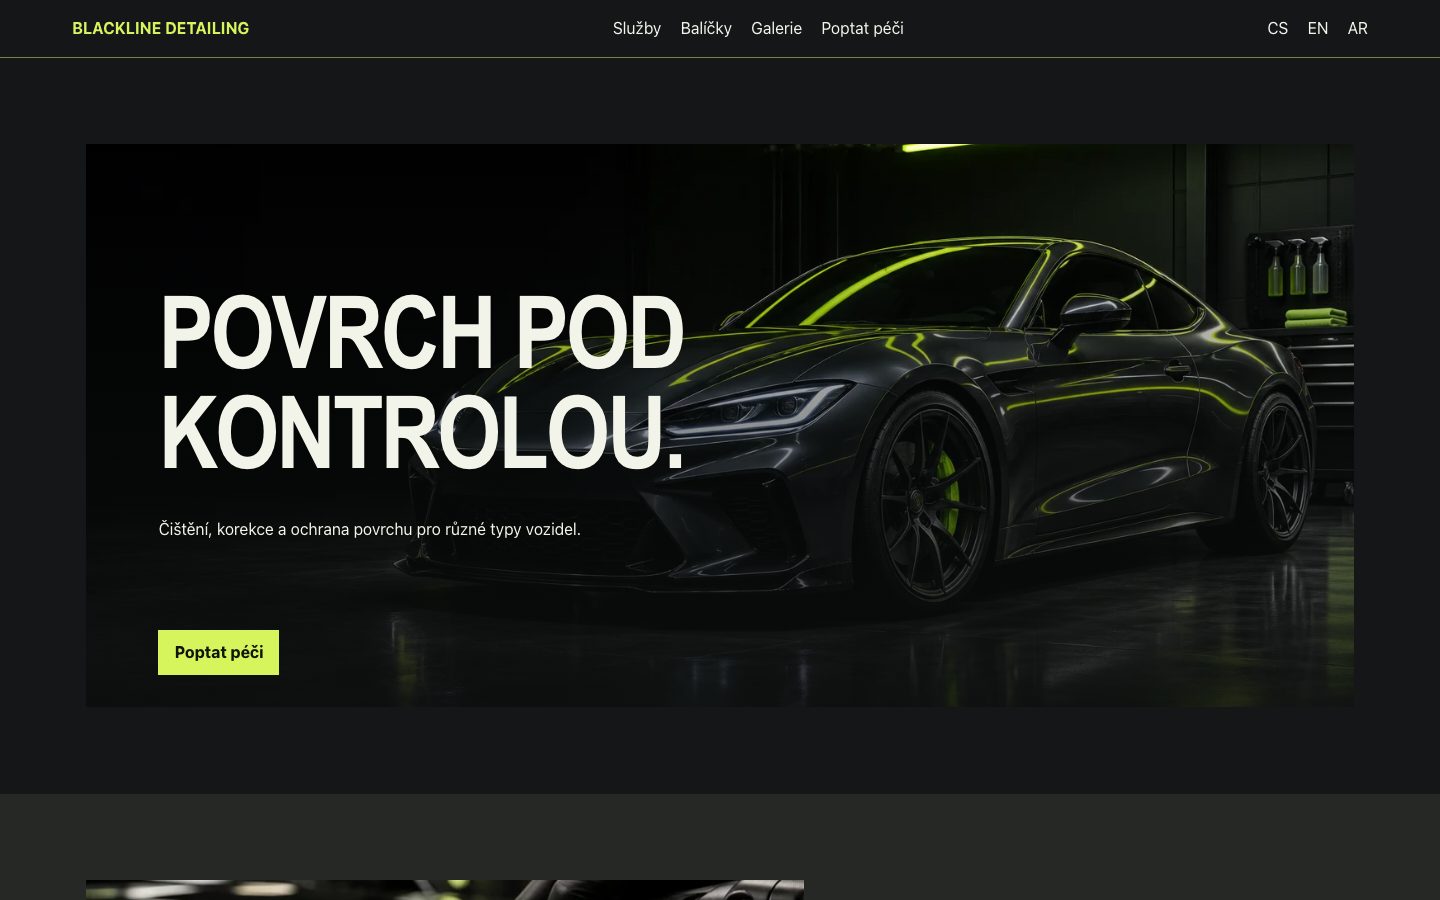 BLACKLINE DETAILING
Služby Balíčky Galerie Poptat péči
CS EN AR
POVRCH POD
KONTROLOU.
Čištění, korekce a ochrana povrchu pro různé typy vozidel.
Poptat péči